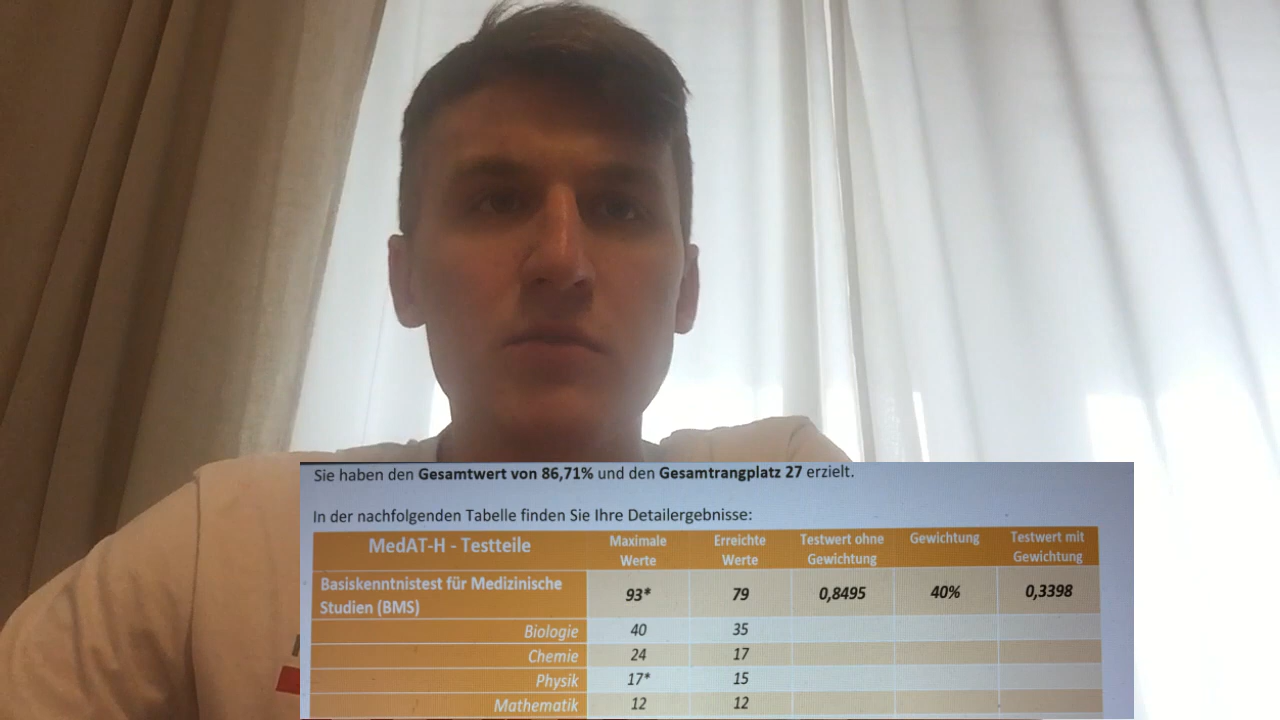 Sie haben den Gesamtwert von 86,71% und den Gesamtrangplatz 27 erzielt.
In der nachfolgenden Tabelle finden Sie Ihre Detailergebnisse:
MedAT-H - Testteile Maximale Werte Erreichte Werte Testwert ohne Gewichtung Gewichtung Testwert mit Gewichtung
Basiskenntnistest für Medizinische Studien (BMS) 93* 79 0,8495 40% 0,3398
Biologie 40 35
Chemie 24 17
Physik 17* 15
Mathematik 12 12